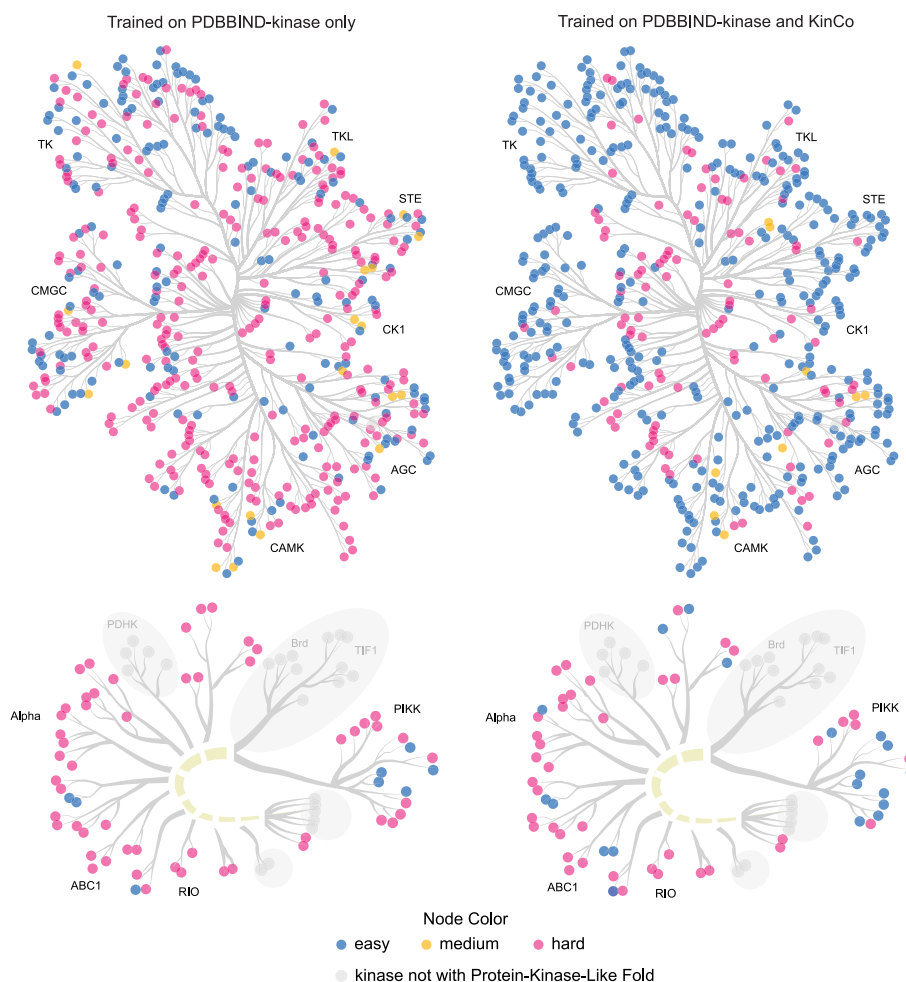 Trained on PDBBIND-kinase only
Trained on PDBBIND-kinase and KinCo
TK
TKL
STE
CMGC
CK1
AGC
CAMK
TK
TKL
STE
CMGC
CK1
AGC
CAMK
PDHK
Brd
TIF1
Alpha
PIKK
ABC1
RIO
PDHK
Brd
TIF1
Alpha
PIKK
ABC1
RIO
Node Color
easy
medium
hard
kinase not with Protein-Kinase-Like Fold